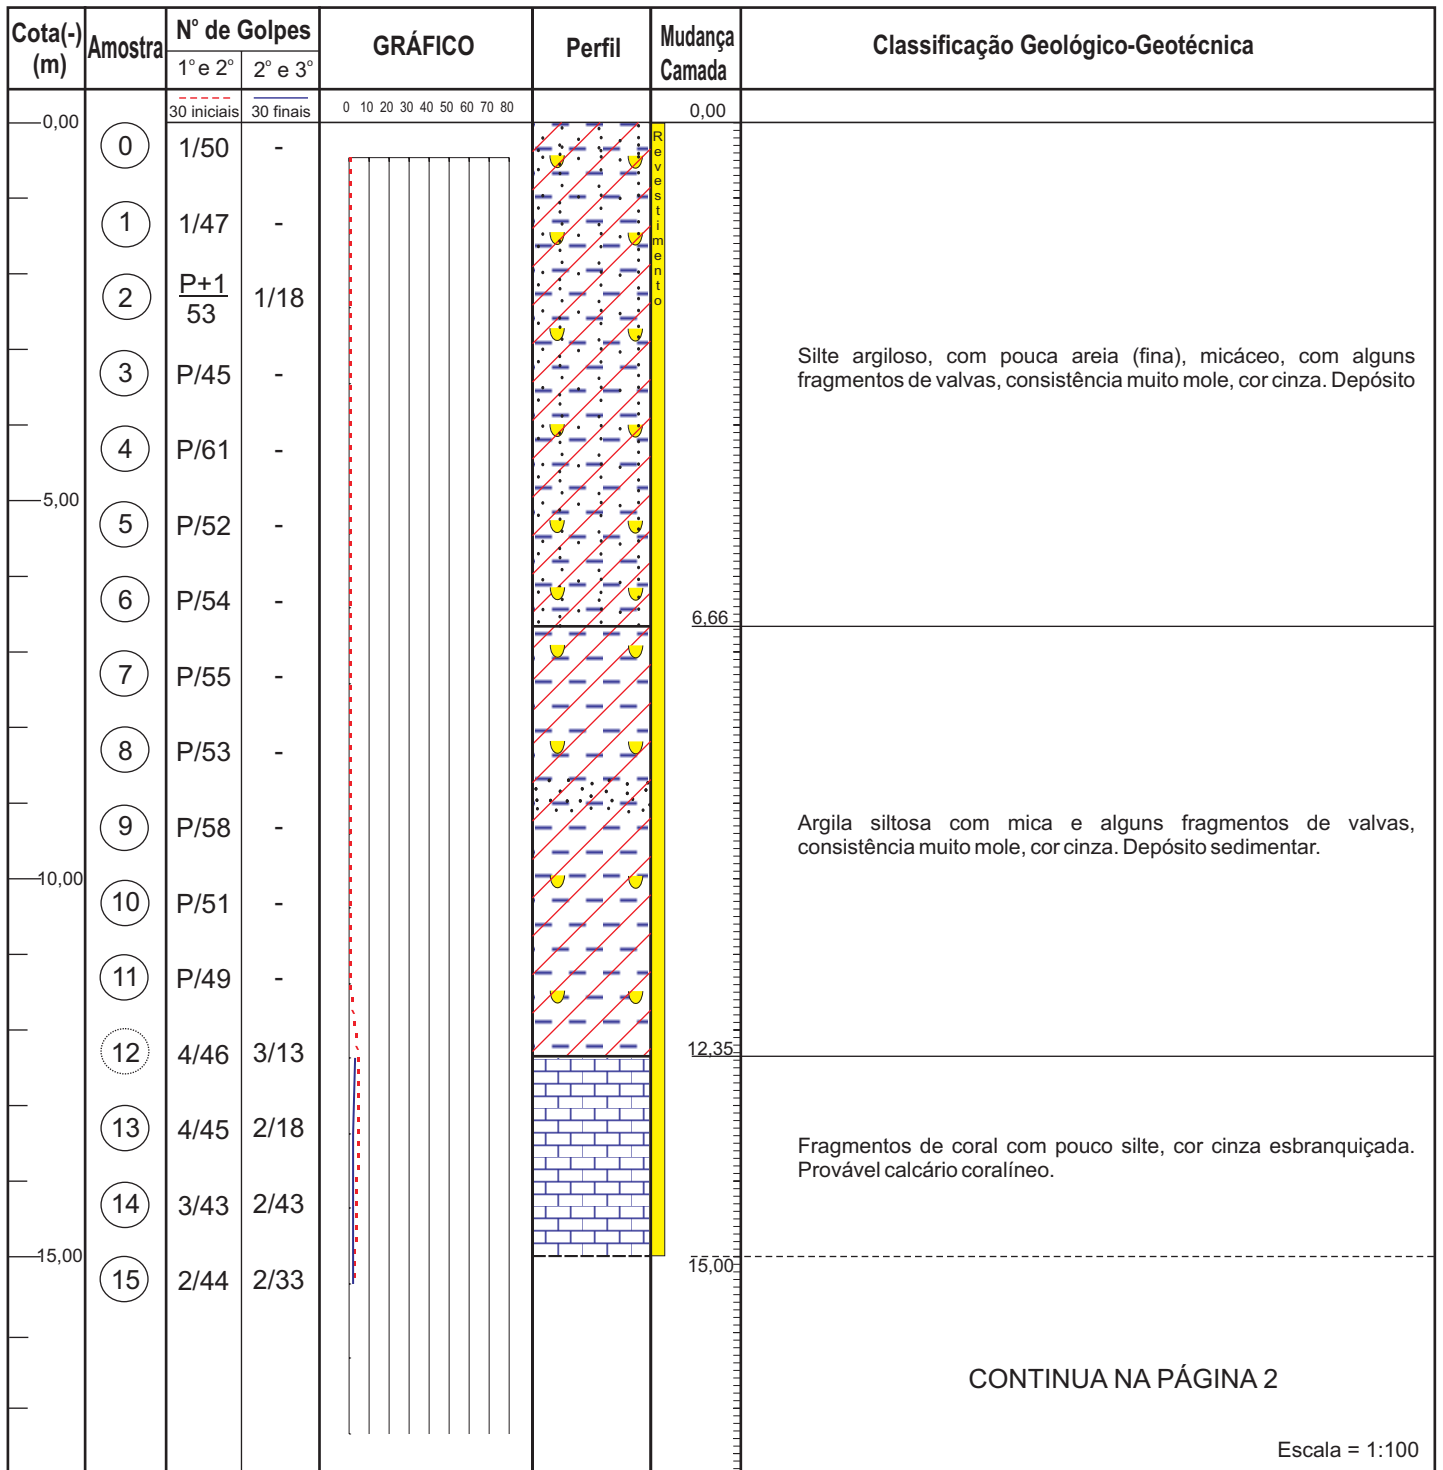 Cota(-) (m) Amostra N° de Golpes GRÁFICO Perfil Mudança Camada Classificação Geológico-Geotécnica
1° e 2° 2° e 3°
30 iniciais 30 finais 0 10 20 30 40 50 60 70 80 0,00
0,00
0 1/50 -
Revestimento
1 1/47 -
2 P+1/53 1/18
3 P/45 -
Silte argiloso, com pouca areia (fina), micáceo, com alguns
fragmentos de valvas, consistência muito mole, cor cinza. Depósito
4 P/61 -
5,00
5 P/52 -
6 P/54 -
6,66
7 P/55 -
8 P/53 -
9 P/58 -
Argila siltosa com mica e alguns fragmentos de valvas,
consistência muito mole, cor cinza. Depósito sedimentar.
10,00
10 P/51 -
11 P/49 -
12 4/46 3/13 12,35
13 4/45 2/18
Fragmentos de coral com pouco silte, cor cinza esbranquiçada.
Provável calcário coralíneo.
14 3/43 2/43
15,00 15,00
15 2/44 2/33
CONTINUA NA PÁGINA 2
Escala = 1:100